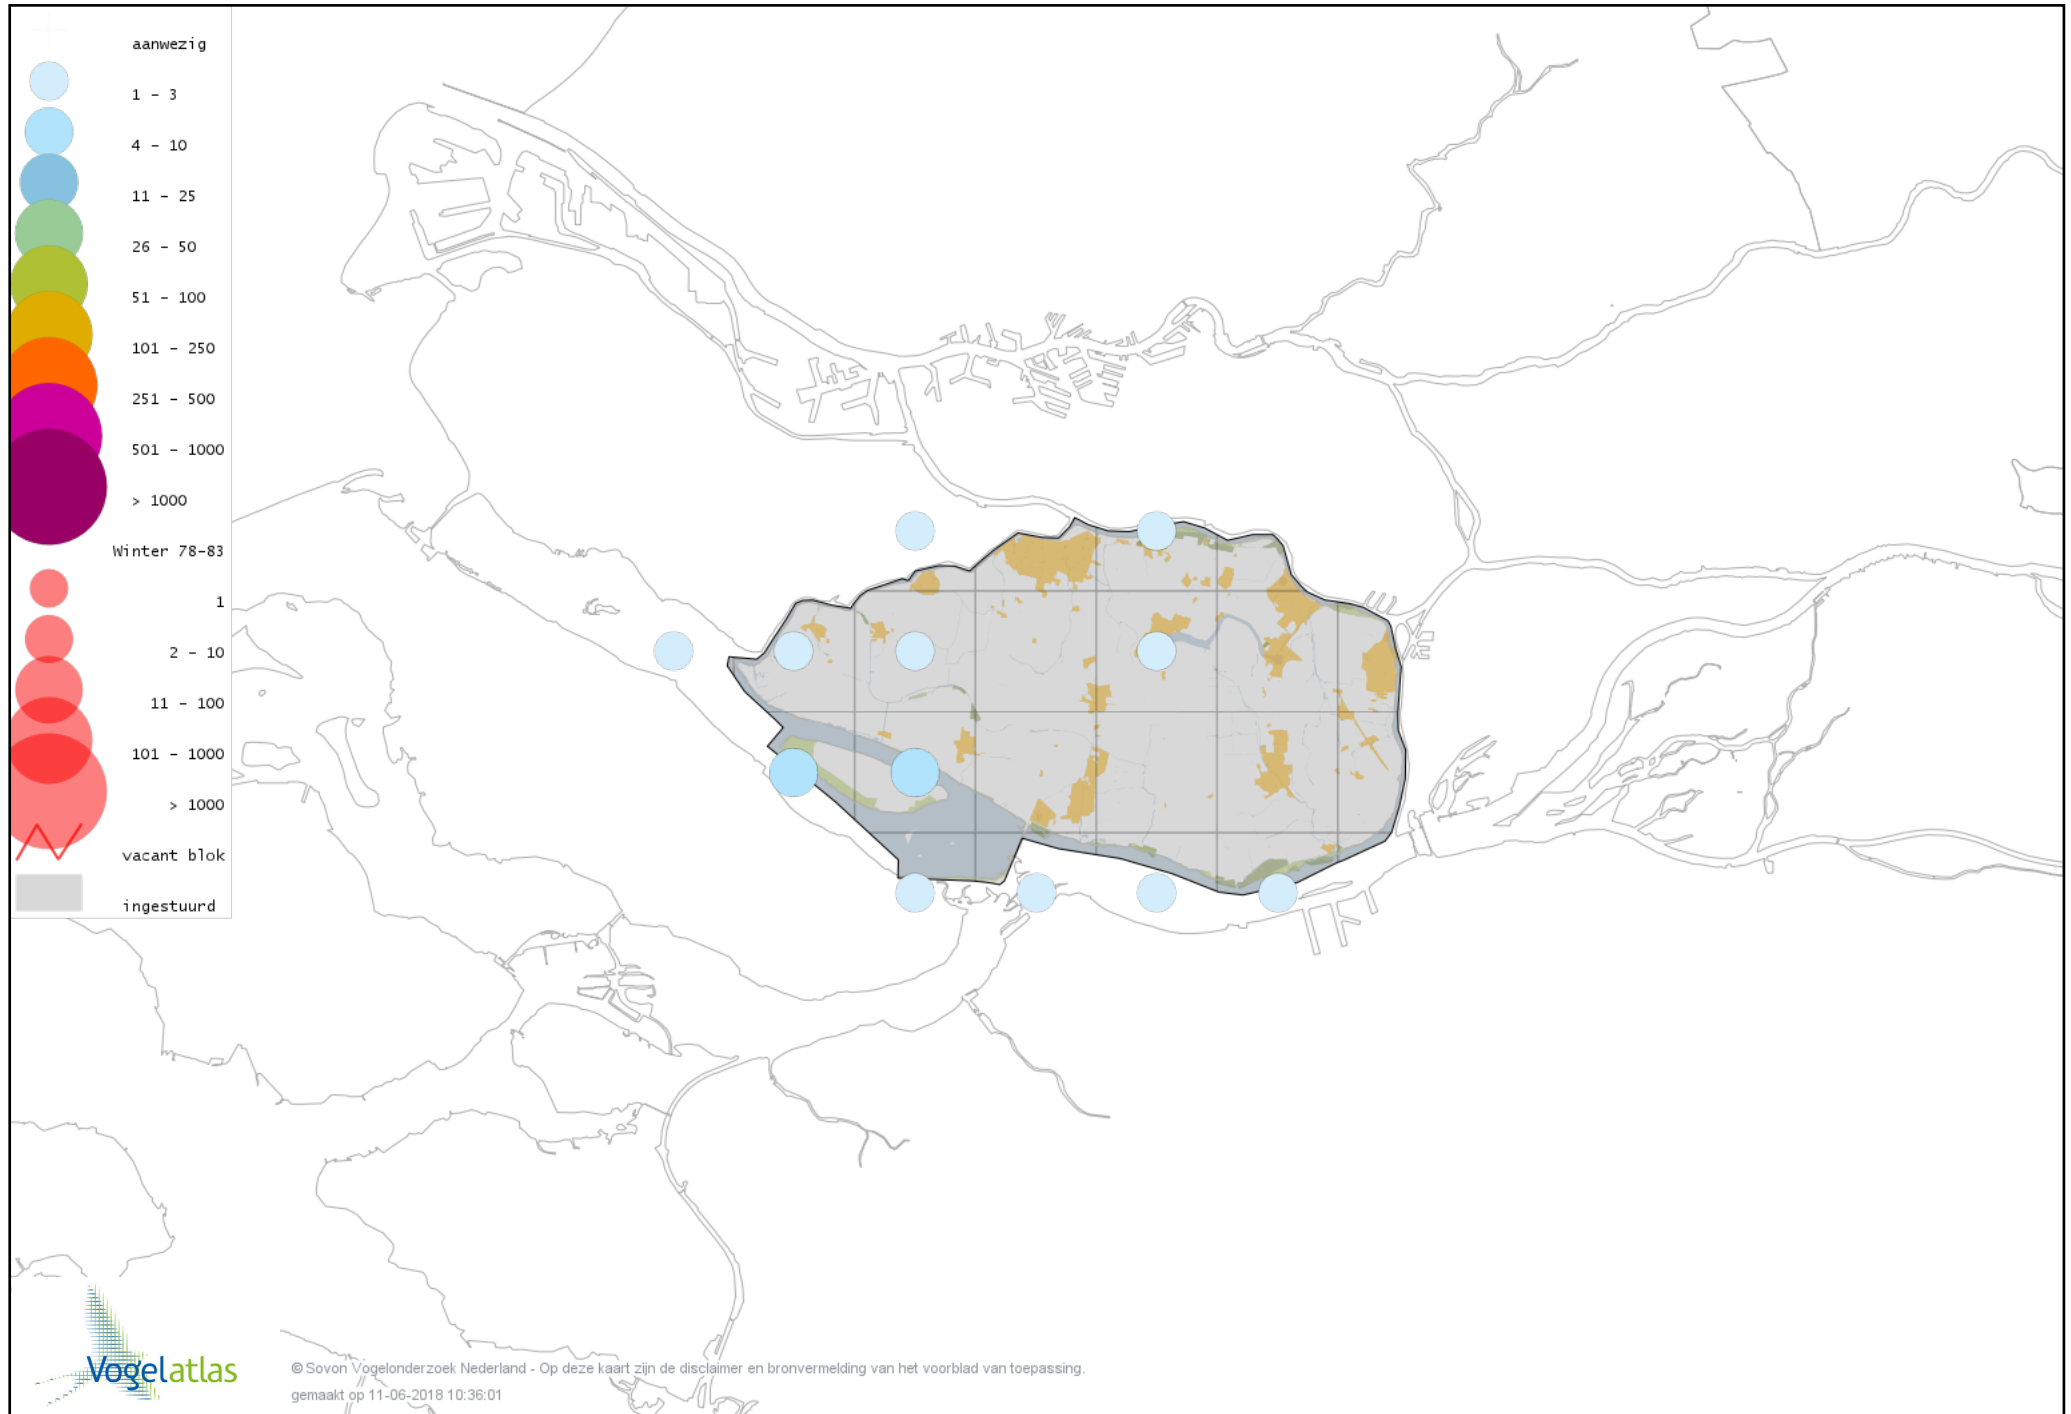 aanwezig
1 - 3
4 - 10
11 - 25
26 - 50
51 - 100
101 - 250
251 - 500
501 - 1000
> 1000
Winter 78-83
1
2 - 10
11 - 100
101 - 1000
> 1000
vacant blok
ingestuurd
Vogelatlas
© Sovon Vogelonderzoek Nederland - Op deze kaart zijn de disclaimer en bronvermelding van het voorblad van toepassing.
gemaakt op 11-06-2018 10:36:01